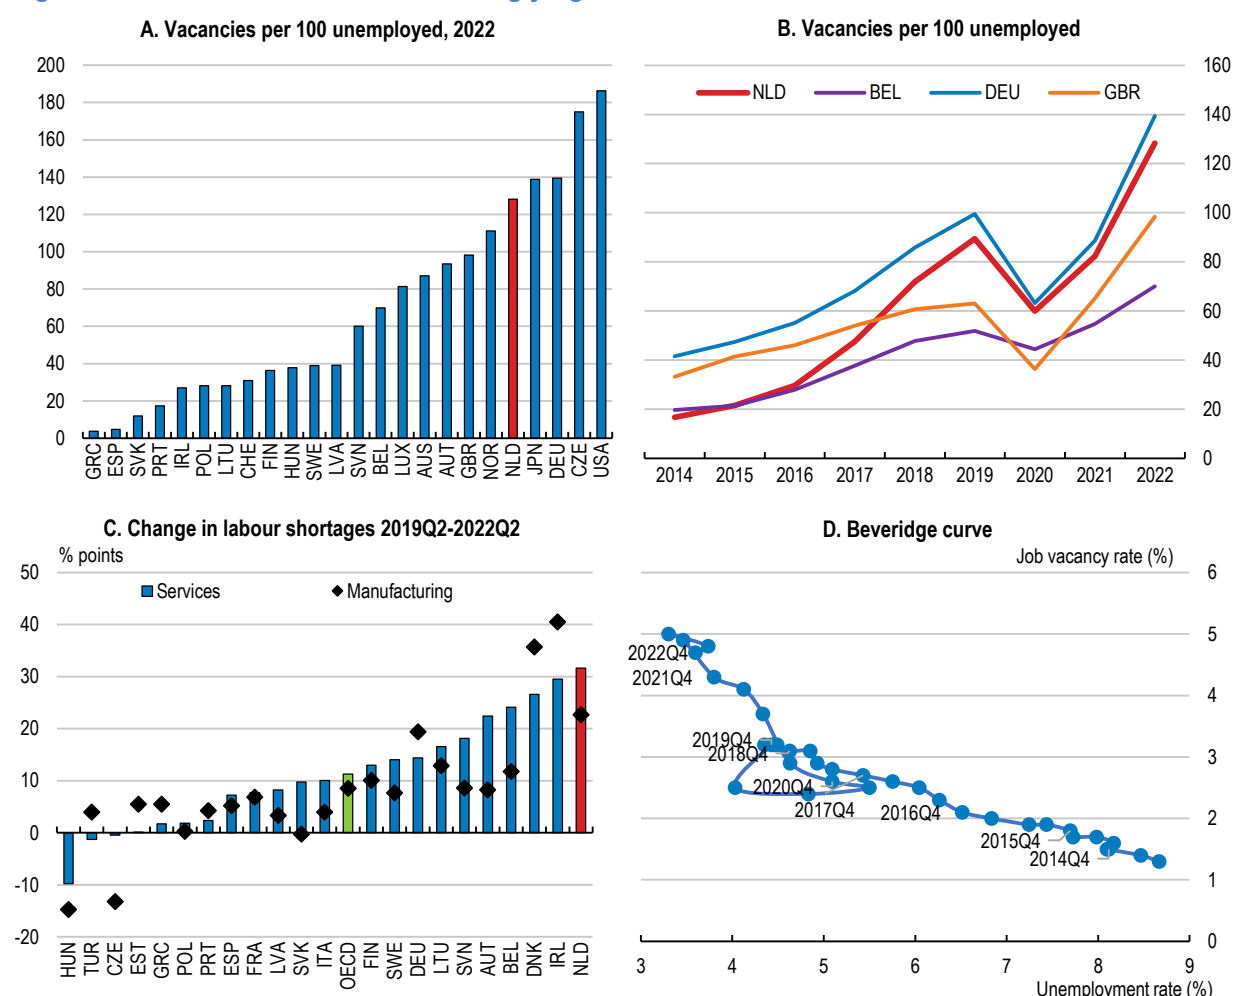 A. Vacancies per 100 unemployed, 2022
200
180
160
140
120
100
80
60
40
20
0
GRC
ESP
SVK
PRT
IRL
POL
LTU
CHE
FIN
HUN
SWE
LVA
SVN
BEL
LUX
AUS
AUT
GBR
NOR
NLD
JPN
DEU
CZE
USA
B. Vacancies per 100 unemployed
NLD BEL DEU GBR
160
140
120
100
80
60
40
20
0
2014 2015 2016 2017 2018 2019 2020 2021 2022
C. Change in labour shortages 2019Q2-2022Q2
% points
Services Manufacturing
50
40
30
20
10
0
-10
-20
HUN
TUR
CZE
EST
GRC
POL
PRT
ESP
FRA
LVA
SVK
ITA
OECD
FIN
SWE
DEU
LTU
SVN
AUT
BEL
DNK
IRL
NLD
D. Beveridge curve
Job vacancy rate (%)
6
5
4
3
2
1
0
2022Q4
2021Q4
2019Q4
2018Q4
2020Q4
2017Q4
2016Q4
2015Q4
2014Q4
3 4 5 6 7 8 9
Unemployment rate (%)